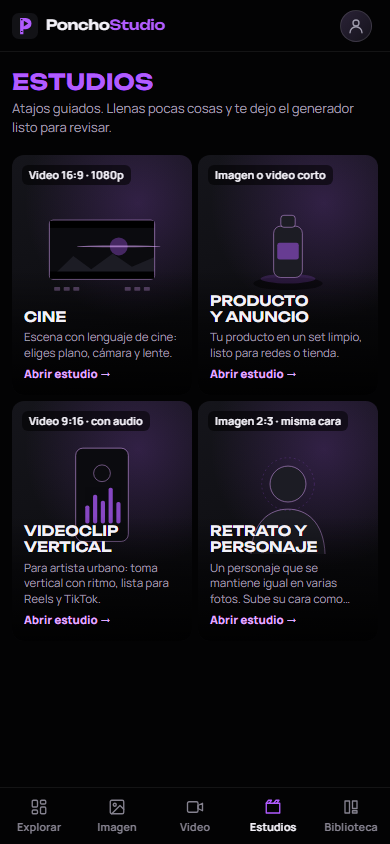 PonchoStudio
ESTUDIOS
Atajos guiados. Llenas pocas cosas y te dejo el generador
listo para revisar.
Video 16:9 · 1080p
CINE
Escena con lenguaje de cine:
eliges plano, cámara y lente.
Abrir estudio →
Imagen o video corto
PRODUCTO
Y ANUNCIO
Tu producto en un set limpio,
listo para redes o tienda.
Abrir estudio →
Video 9:16 · con audio
VIDEOCLIP
VERTICAL
Para artista urbano: toma
vertical con ritmo, lista para
Reels y TikTok.
Abrir estudio →
Imagen 2:3 · misma cara
RETRATO Y
PERSONAJE
Un personaje que se
mantiene igual en varias
fotos. Sube su cara como...
Abrir estudio →
Explorar
Imagen
Video
Estudios
Biblioteca